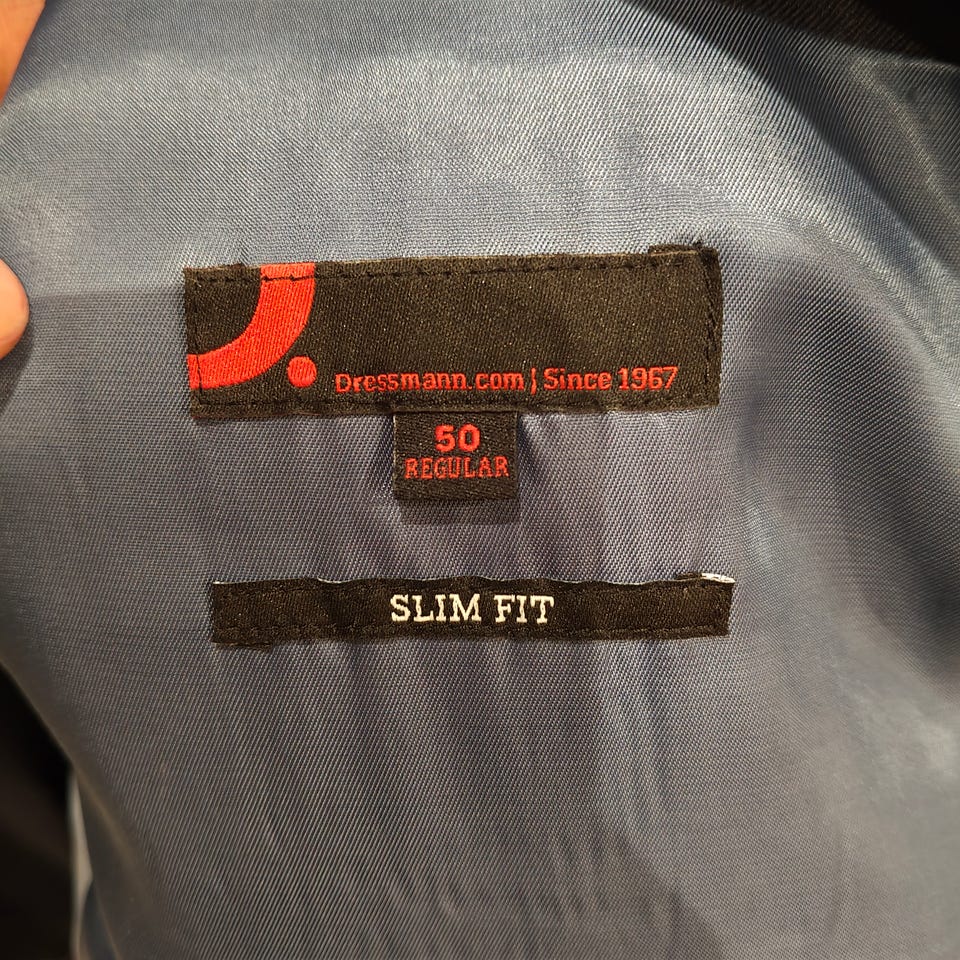 Dressmann.com | Since 1967
50
REGULAR
SLIM FIT